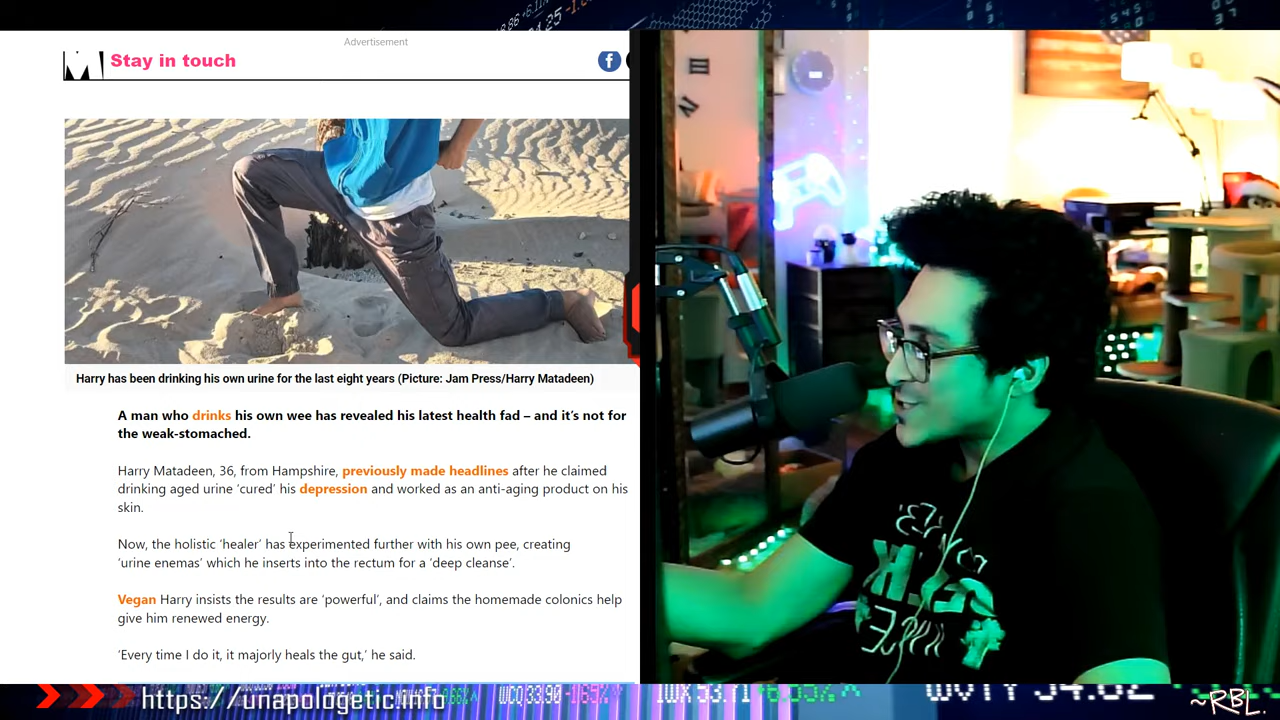 Advertisement
Stay in touch
Harry has been drinking his own urine for the last eight years (Picture: Jam Press/Harry Matadeen)
A man who drinks his own wee has revealed his latest health fad – and it’s not for
the weak-stomached.
Harry Matadeen, 36, from Hampshire, previously made headlines after he claimed
drinking aged urine ‘cured’ his depression and worked as an anti-aging product on his
skin.
Now, the holistic ‘healer’ has experimented further with his own pee, creating
‘urine enemas’ which he inserts into the rectum for a ‘deep cleanse’.
Vegan Harry insists the results are ‘powerful’, and claims the homemade colonics help
give him renewed energy.
‘Every time I do it, it majorly heals the gut,’ he said.
https://unapologetic.info
~RBL.